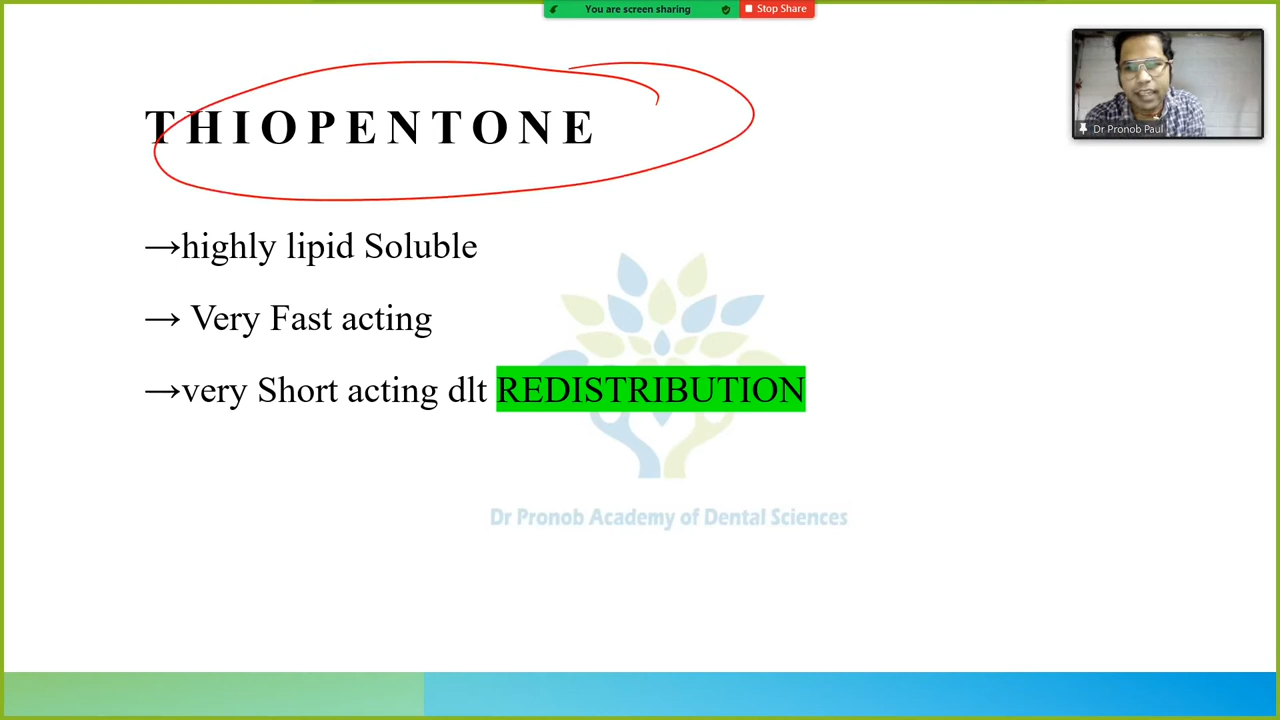 You are screen sharing Stop Share
THIOPENTONE
Dr Pronob Paul
→highly lipid Soluble
→ Very Fast acting
→very Short acting dlt REDISTRIBUTION
Dr Pronob Academy of Dental Sciences